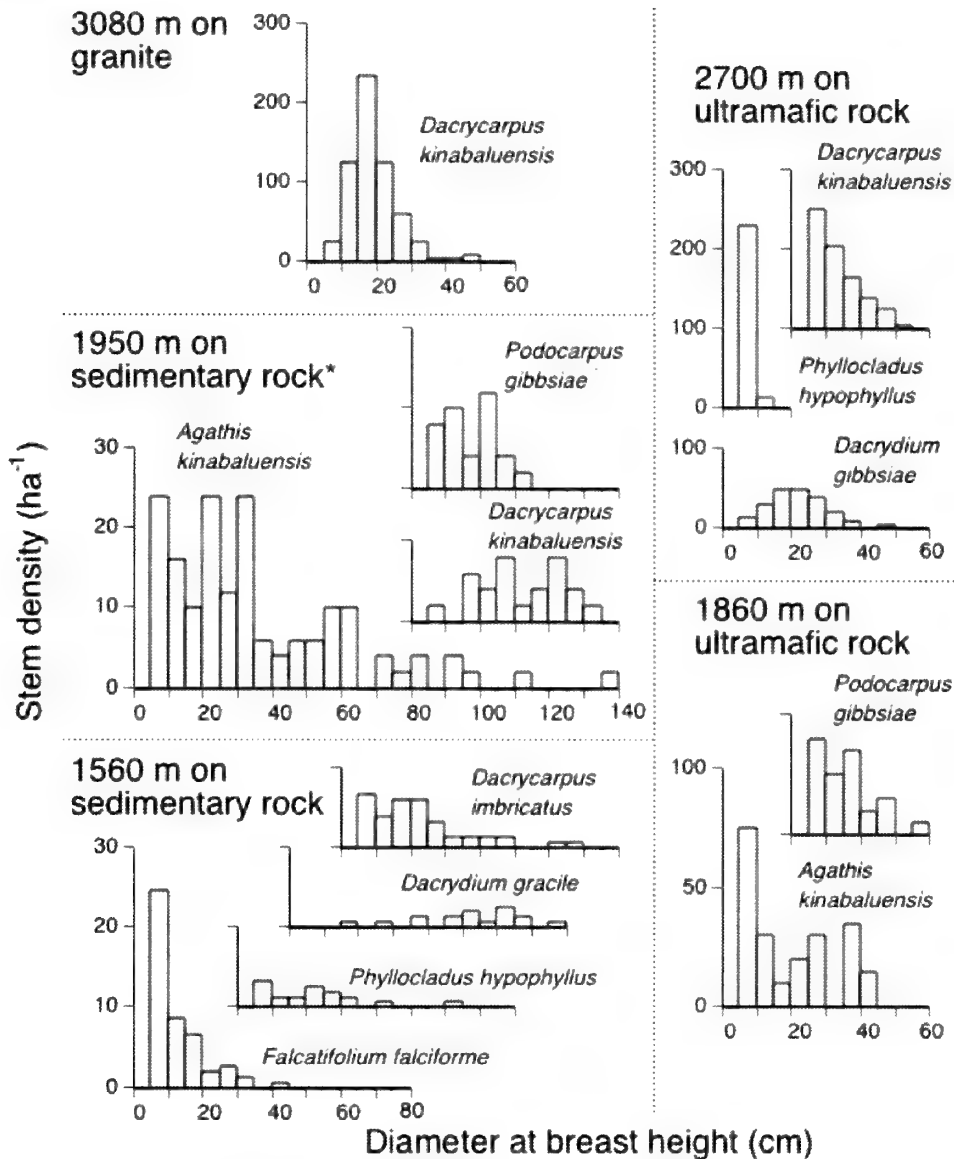 3080 m on
granite
300
200
100
0
Dacrycarpus
kinabaluensis
0 20 40 60
2700 m on
ultramafic rock
300
200
100
0
Dacrycarpus
kinabaluensis
Phyllocladus
hypophyllus
100
0
Dacrydium
gibbsiae
0 20 40 60
1950 m on
sedimentary rock*
Podocarpus
gibbsiae
Agathis
kinabaluensis
30
20
10
0
Dacrycarpus
kinabaluensis
0 20 40 60 80 100 120 140
1860 m on
ultramafic rock
Podocarpus
gibbsiae
100
50
0
Agathis
kinabaluensis
0 20 40 60
1560 m on
sedimentary rock
Dacrycarpus
imbricatus
30
20
10
0
Dacrydium gracile
Phyllocladus hypophyllus
Falcatifolium falciforme
0 20 40 60 80
Stem density (ha⁻¹)
Diameter at breast height (cm)